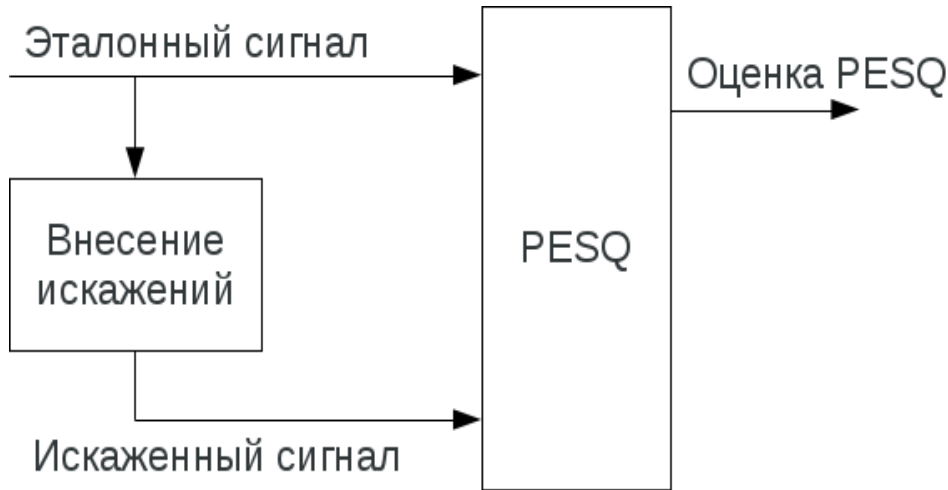 Эталонный сигнал
Оценка PESQ
Внесение
искажений
PESQ
Искаженный сигнал